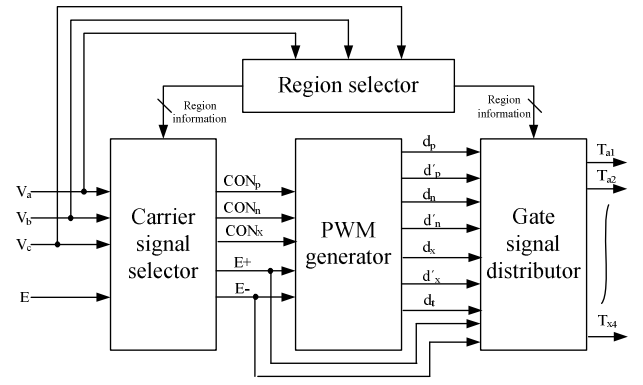 Region selector
Region
information
Region
information
Va
Vb
Vc
E
Carrier
signal
selector
CONp
CONn
CONx
E+
E-
PWM
generator
dp
d´p
dn
d´n
dx
d´x
dt
Gate
signal
distributor
Ta1
Ta2
Tx4